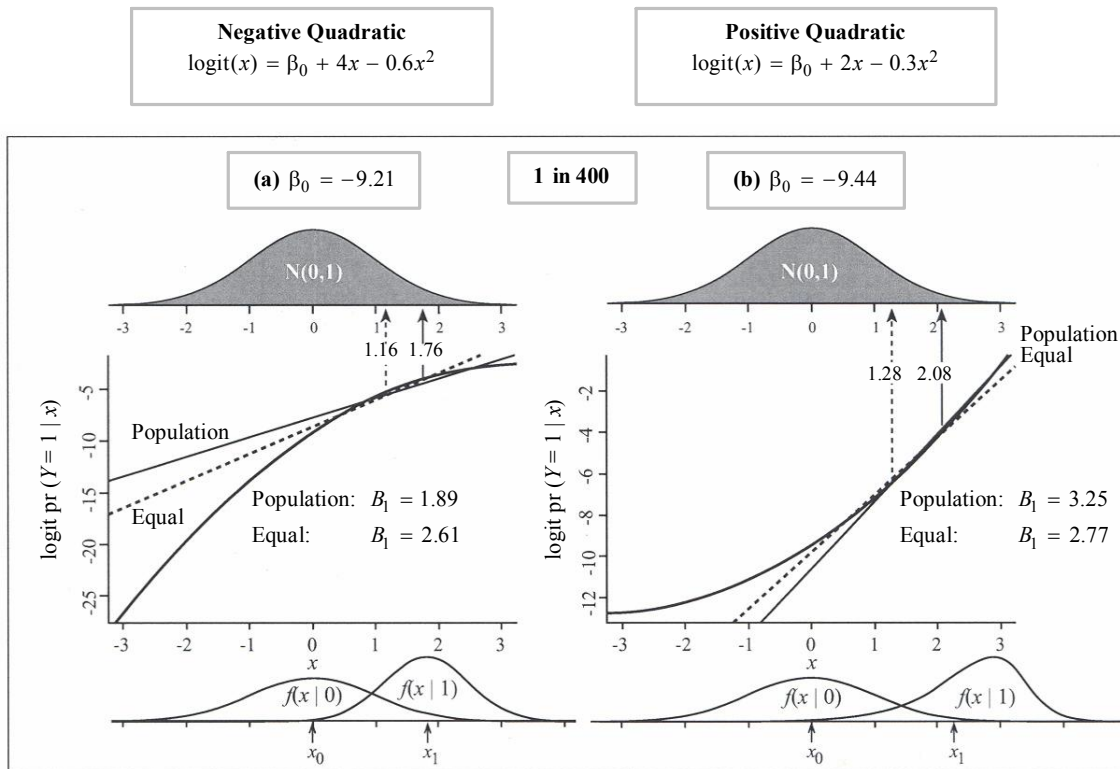 Negative Quadratic
logit(x) = β₀ + 4x − 0.6x²
Positive Quadratic
logit(x) = β₀ + 2x − 0.3x²
(a) β₀ = −9.21
1 in 400
(b) β₀ = −9.44
N(0,1)
-3 -2 -1 0 1 2 3
1.16 1.76
logit pr (Y = 1 | x)
-5
-10
-15
-20
-25
Population
Equal
Population: B₁ = 1.89
Equal: B₁ = 2.61
-3 -2 -1 0 1 2 3
x
f(x | 0) f(x | 1)
x₀ x₁
N(0,1)
-3 -2 -1 0 1 2 3
Population
Equal
1.28 2.08
logit pr (Y = 1 | x)
-2
-4
-6
-8
-10
-12
Population: B₁ = 3.25
Equal: B₁ = 2.77
-3 -2 -1 0 1 2 3
x
f(x | 0) f(x | 1)
x₀ x₁